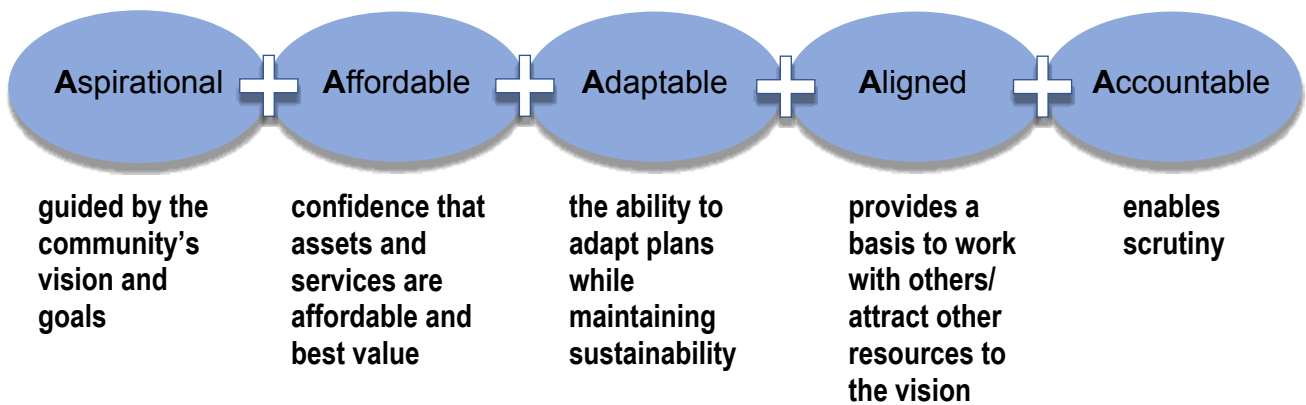 Aspirational
Affordable
Adaptable
Aligned
Accountable
guided by the
community’s
vision and
goals
confidence that
assets and
services are
affordable and
best value
the ability to
adapt plans
while
maintaining
sustainability
provides a
basis to work
with others/
attract other
resources to
the vision
enables
scrutiny